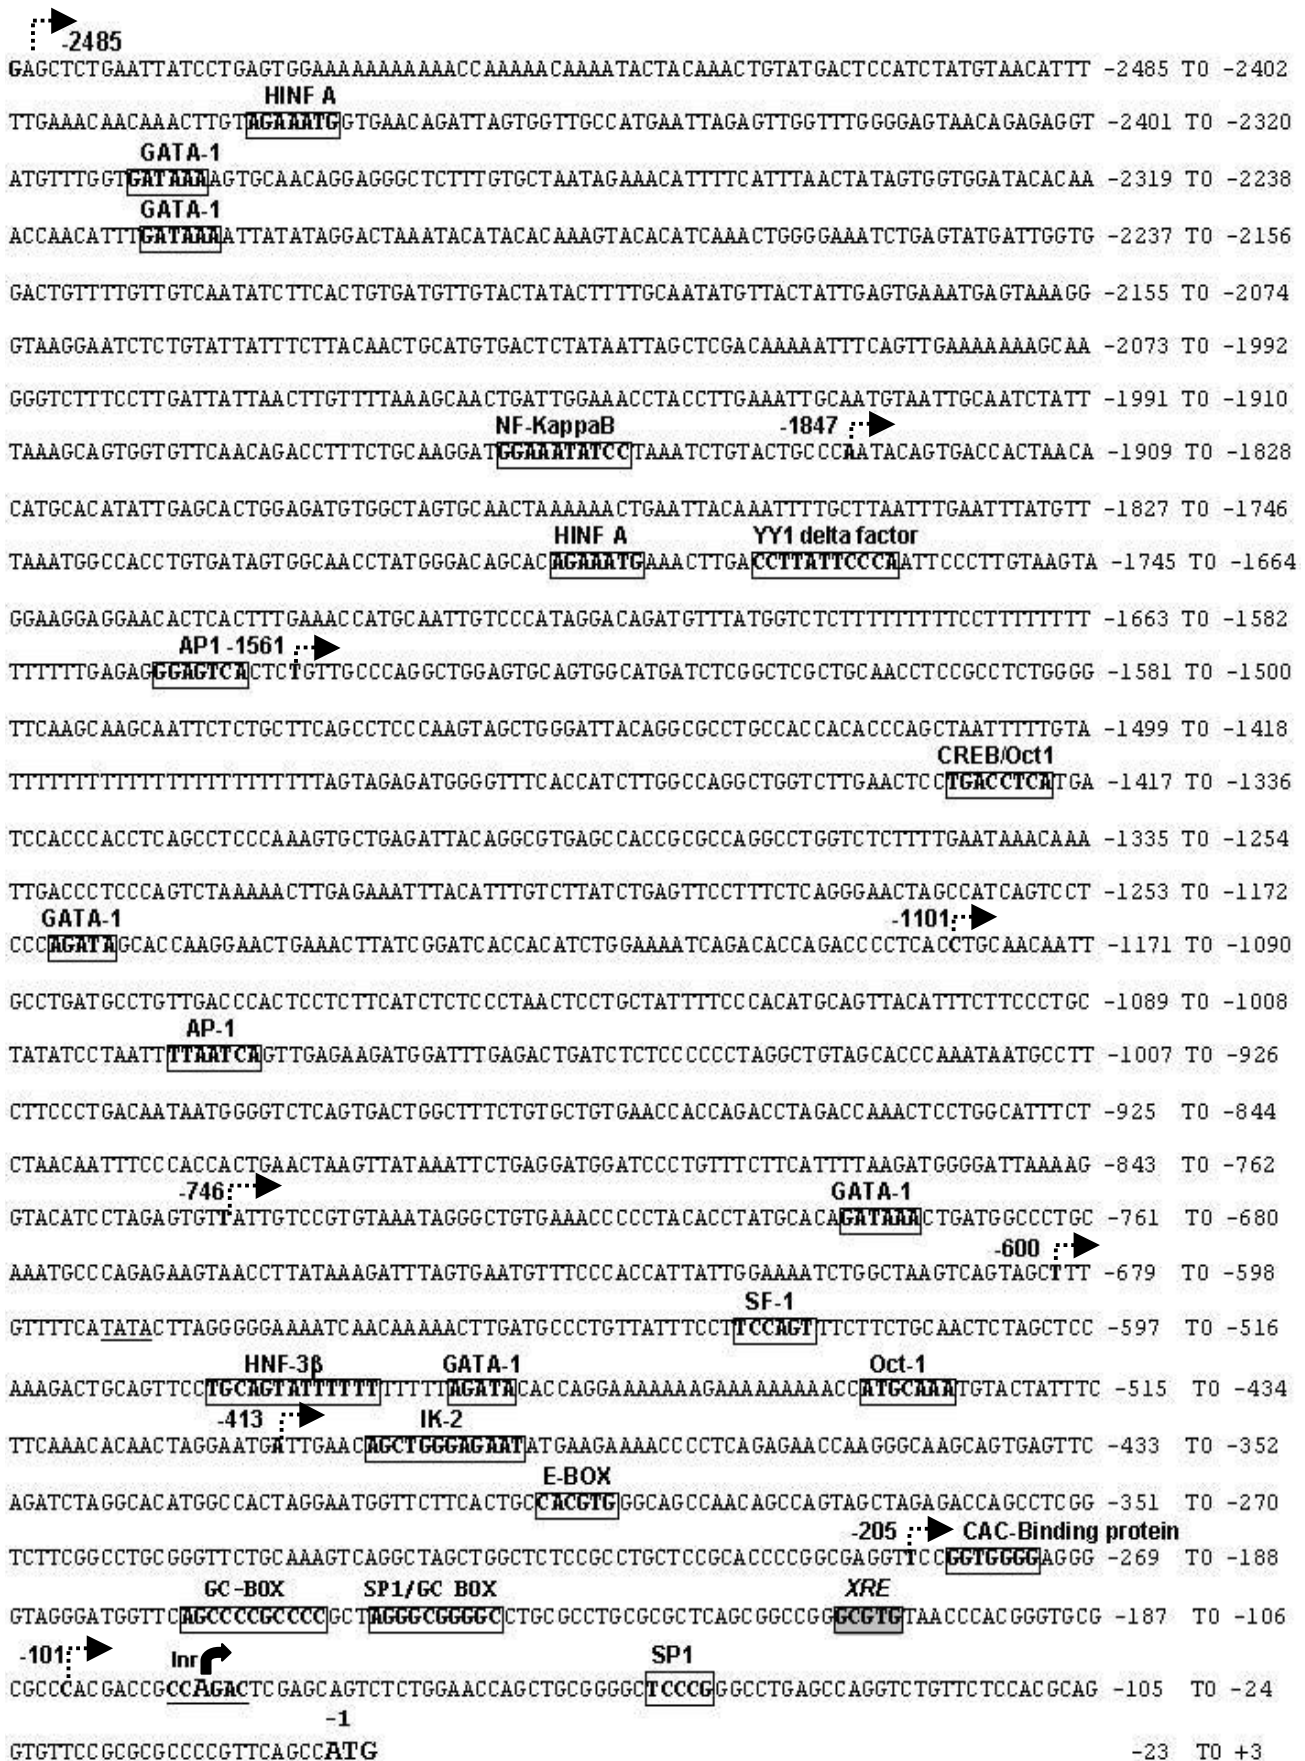 -2485
GAGCTCTGAATTATCCTGAGTGGAAAAAAAAAAAACCAAAAACAAAATACTACAAACTGTATGACTCCATCTATGTAACATTT -2485 TO -2402
HINF A
TTGAAACAACAAACTTGTAGAAATGGTGAACAGATTAGTGGTTGCCATGAATTAGAGTTGGTTTGGGGAGTAACAGAGAGGT -2401 TO -2320
GATA-1
ATGTTTGGTGATAAAAGTGCAACAGGAGGGCTCTTTGTGCTAATAGAAACATTTTCATTTAACTATAGTGGTGGATACACAA -2319 TO -2238
GATA-1
ACCAACATTTGATAAAATTATATAGGACTAAATACATACACAAAGTACACATCAAACTGGGGAAATCTGAGTATGATTGGTG -2237 TO -2156
GACTGTTTTGTTGTCAATATCTTCACTGTGATGTTGTACTATACTTTTGCAATATGTTACTATTGAGTGAAATGAGTAAAGG -2155 TO -2074
GTAAGGAATCTCTGTATTATTTCTTACAACTGCATGTGACTCTATAATTAGCTCGACAAAAATTTCAGTTGAAAAAAAGCAA -2073 TO -1992
GGGTCTTTCCTTGATTATTAACTTGTTTTAAAGCAACTGATTGGAAACCTACCTTGAAATTGCAATGTAATTGCAATCTATT -1991 TO -1910
NF-KappaB -1847
TAAAGCAGTGGTGTTCAACAGACCTTTCTGCAAGGATGGAAATATCCTAAATCTGTACTGCCCAATACAGTGACCACTAACA -1909 TO -1828
CATGCACATATTGAGCACTGGAGATGTGGCTAGTGCAACTAAAAAACTGAATTACAAATTTTGCTTAATTTGAATTTATGTT -1827 TO -1746
HINF A YY1 delta factor
TAAATGGCCACCTGTGATAGTGGCAACCTATGGGACAGCACAGAAATGAAACTTGACCTTATTCCCAATTCCCTTGTAAGTA -1745 TO -1664
GGAAGGAGGAACACTCACTTTGAAACCATGCAATTGTCCCATAGGACAGATGTTTATGGTCTCTTTTTTTTTTCCTTTTTTTT -1663 TO -1582
AP1 -1561
TTTTTTGAGAGGGAGTCACTCTGTTGCCCAGGCTGGAGTGCAGTGGCATGATCTCGGCTCGCTGCAACCTCCGCCTCTGGGG -1581 TO -1500
TTCAAGCAAGCAATTCTCTGCTTCAGCCTCCCAAGTAGCTGGGATTACAGGCGCCTGCCACCACACCCAGCTAATTTTTGTA -1499 TO -1418
CREB/Oct1
TTTTTTTTTTTTTTTTTTTTTTTTTAGTAGAGATGGGGTTTCACCATCTTGGCCAGGCTGGTCTTGAACTCCTGACCTCATGA -1417 TO -1336
TCCACCCACCTCAGCCTCCCAAAGTGCTGAGATTACAGGCGTGAGCCACCGCGCCAGGCCTGGTCTCTTTTGAATAAACAAA -1335 TO -1254
TTGACCCTCCCAGTCTAAAAACTTGAGAAATTTACATTTGTCTTATCTGAGTTCCTTTCTCAGGGAACTAGCCATCAGTCCT -1253 TO -1172
GATA-1 -1101
CCCAGATAGCACCAAGGAACTGAAACTTATCGGATCACCACATCTGGAAAATCAGACACCAGACCCCTCACCTGCAACAATT -1171 TO -1090
GCCTGATGCCTGTTGACCCACTCCTCTTCATCTCTCCCTAACTCCTGCTATTTTCCCACATGCAGTTACATTTCTTCCCTGC -1089 TO -1008
AP-1
TATATCCTAATTTTAATCAGTTGAGAAGATGGATTTGAGACTGATCTCTCCCCCCTAGGCTGTAGCACCCAAATAATGCCTT -1007 TO -926
CTTCCCTGACAATAATGGGGTCTCAGTGACTGGCTTTCTGTGCTGTGAACCACCAGACCTAGACCAAACTCCTGGCATTTCT -925 TO -844
CTAACAATTTCCCACCACTGAACTAAGTTATAAATTCTGAGGATGGATCCCTGTTTCTTCATTTTAAGATGGGGATTAAAAG -843 TO -762
-746 GATA-1
GTACATCCTAGAGTGTTATTGTCCGTGTAAATAGGGCTGTGAAACCCCCTACACCTATGCACAGATAAACTGATGGCCCTGC -761 TO -680
-600
AAATGCCCAGAGAAGTAACCTTATAAAGATTTAGTGAATGTTTCCCACCATTATTGGAAAATCTGGCTAAGTCAGTAGCTTT -679 TO -598
SF-1
GTTTTCATATACTTAGGGGGAAAATCAACAAAAACTTGATGCCCTGTTATTTCCTTCCAGTTTCTTCTGCAACTCTAGCTCC -597 TO -516
HNF-3β GATA-1 Oct-1
AAAGACTGCAGTTCCTGCAGTATTTTTTTTTTTAGATACACCAGGAAAAAAAGAAAAAAAAAACCATGCAAATGTACTATTTC -515 TO -434
-413 IK-2
TTCAAACACAACTAGGAATGATTGAACAGCTGGGAGAATATGAAGAAAACCCCTCAGAGAACCAAGGGCAAGCAGTGAGTTC -433 TO -352
E-BOX
AGATCTAGGCACATGGCCACTAGGAATGGTTCTTCACTGCCACGTGGGCAGCCAACAGCCAGTAGCTAGAGACCAGCCTCGG -351 TO -270
-205 CAC-Binding protein
TCTTCGGCCTGCGGGTTCTGCAAAGTCAGGCTAGCTGGCTCTCCGCCTGCTCCGCACCCCGGCGAGGTTCCGGTGGGGAGGG -269 TO -188
GC-BOX SP1/GC BOX XRE
GTAGGGATGGTTCAGCCCCGCCCCGCTAGGGCGGGGCCTGCGCCTGCGCGCTCAGCGGCCGGGCGTGTAACCCACGGGTGCG -187 TO -106
-101 Inr SP1
CGCCCACGACCGCCAGACTCGAGCAGTCTCTGGAACCAGCTGCGGGGCTCCCGGGCCTGAGCCAGGTCTGTTCTCCACGCAG -105 TO -24
-1
GTGTTCCGCGCGCCCCGTTCAGCCATG -23 TO +3